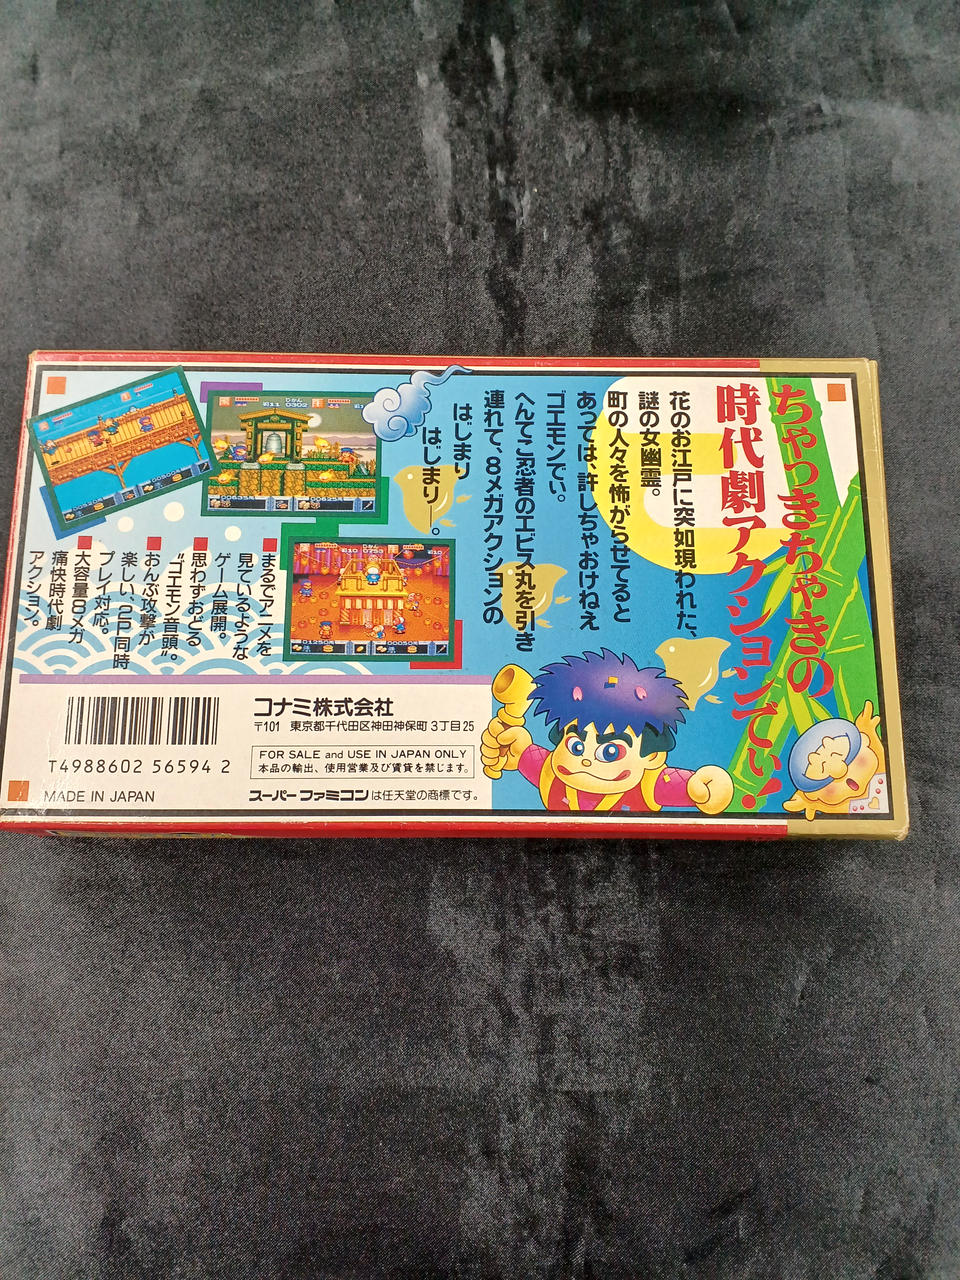 ちゃっきちゃきの
時代劇アクションでい!
花のお江戸に突如現われた、
謎の女幽霊。
町の人々を怖がらせてると
あっては、許しちゃおけねえ
ゴエモンでい。
へんてこ忍者のエビス丸を引き
連れて、8メガアクションの
はじまり
はじまり―。
まるでアニメを
見ているような
ゲーム展開。
思わずおどる
“ゴエモン音頭”。
おんぶ攻撃が
楽しい、2人同時
プレイ対応。
大容量8メガ
痛快時代劇
アクション。
コナミ株式会社
〒101 東京都千代田区神田神保町3丁目25
FOR SALE and USE IN JAPAN ONLY
本品の輸出、使用営業及び賃貸を禁じます。
スーパーファミコンは任天堂の商標です。
T4988602 56594 2
MADE IN JAPAN